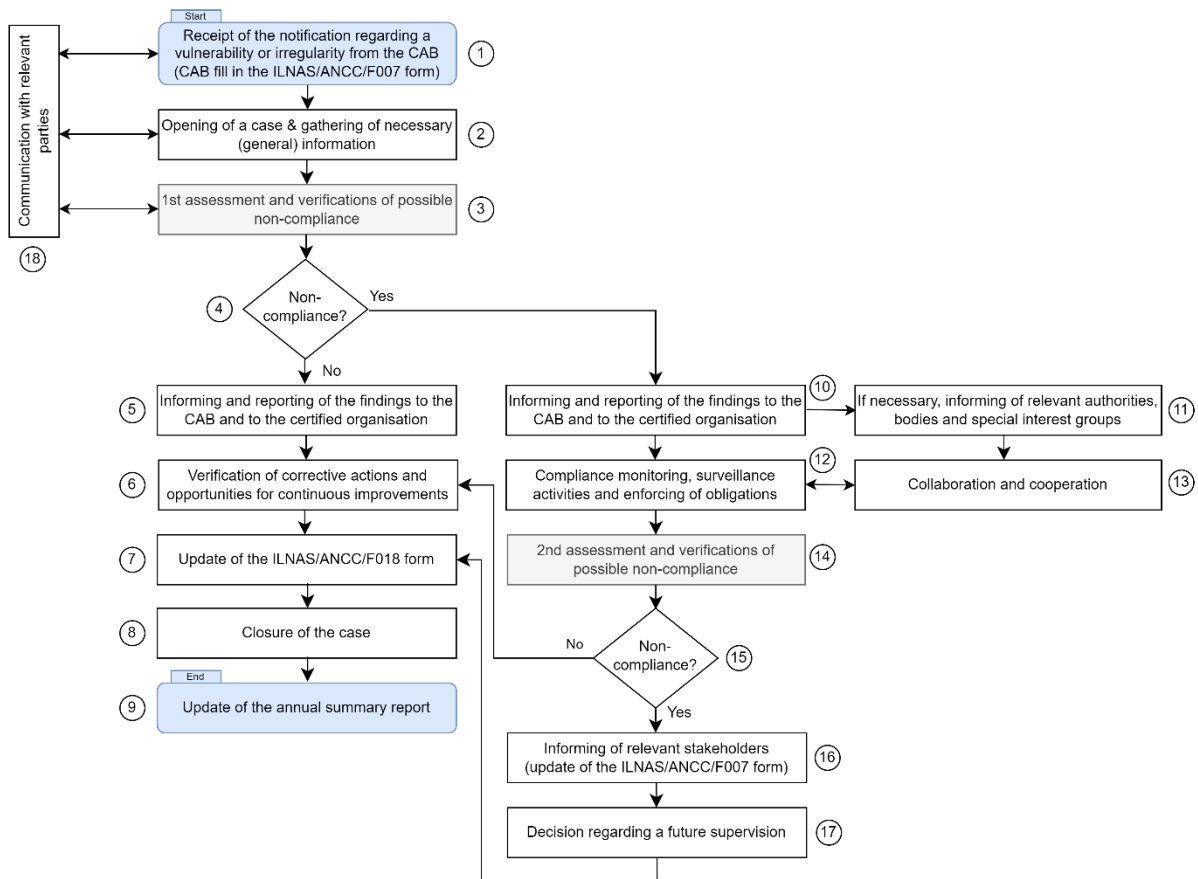 Start
Receipt of the notification regarding a
vulnerability or irregularity from the CAB
(CAB fill in the ILNAS/ANCC/F007 form)
1
Communication with relevant
parties
18
Opening of a case & gathering of necessary
(general) information
2
1st assessment and verifications of possible
non-compliance
3
4
Non-
compliance?
Yes
No
5
Informing and reporting of the findings to the
CAB and to the certified organisation
Informing and reporting of the findings to the
CAB and to the certified organisation
10
If necessary, informing of relevant authorities,
bodies and special interest groups
11
6
Verification of corrective actions and
opportunities for continuous improvements
Compliance monitoring, surveillance
activities and enforcing of obligations
12
Collaboration and cooperation
13
7
Update of the ILNAS/ANCC/F018 form
2nd assessment and verifications of
possible non-compliance
14
8
Closure of the case
No
Non-
compliance?
15
Yes
End
9
Update of the annual summary report
Informing of relevant stakeholders
(update of the ILNAS/ANCC/F007 form)
16
Decision regarding a future supervision
17